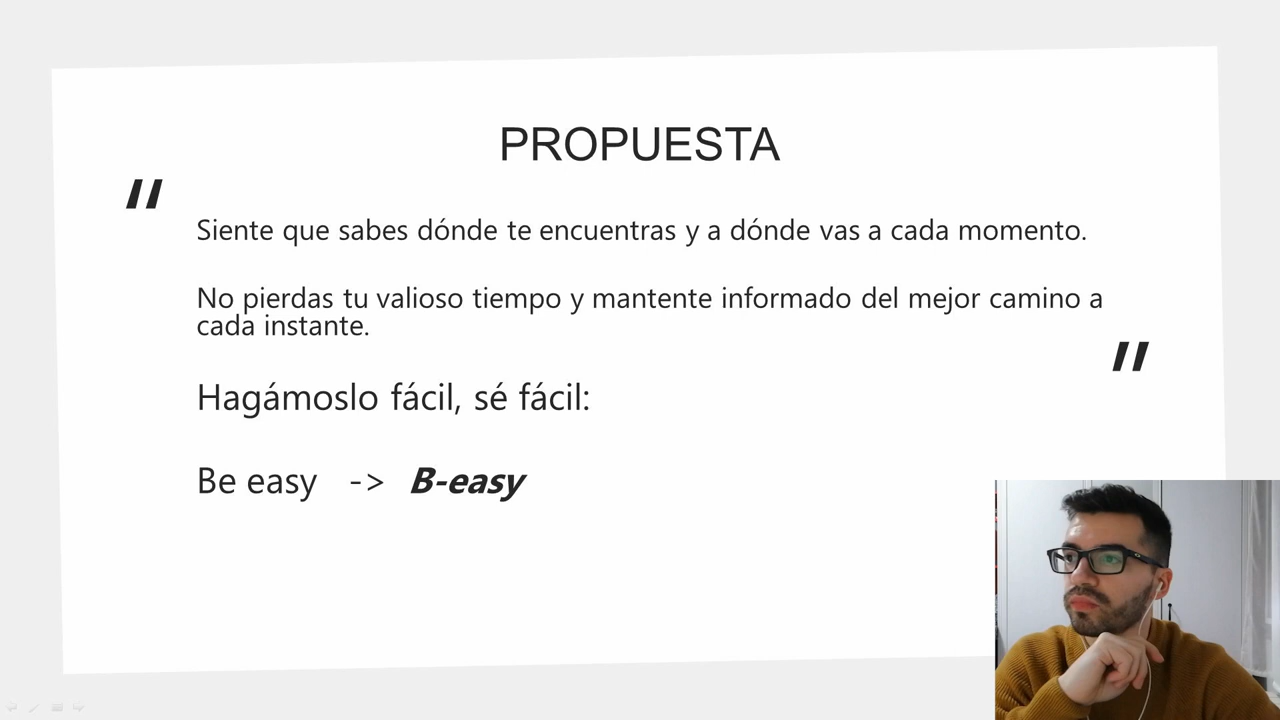 PROPUESTA
"
Siente que sabes dónde te encuentras y a dónde vas a cada momento.
No pierdas tu valioso tiempo y mantente informado del mejor camino a
cada instante.
"
Hagámoslo fácil, sé fácil:
Be easy -> B-easy